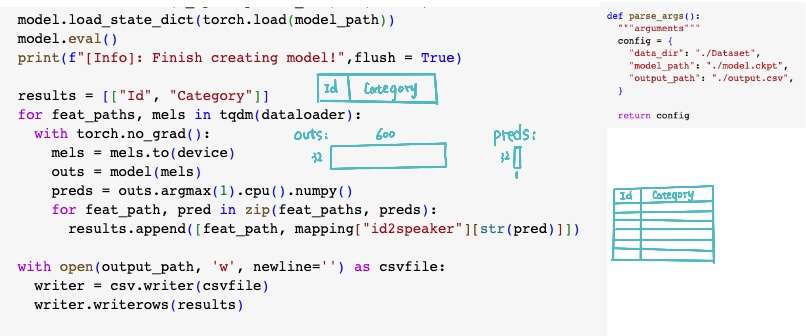 model.load_state_dict(torch.load(model_path))
model.eval()
print(f"[Info]: Finish creating model!",flush = True)
results = [["Id", "Category"]]
Id Category
for feat_paths, mels in tqdm(dataloader):
with torch.no_grad():
mels = mels.to(device)
outs = model(mels)
preds = outs.argmax(1).cpu().numpy()
for feat_path, pred in zip(feat_paths, preds):
results.append([feat_path, mapping["id2speaker"][str(pred)]])
outs: 600
32
preds:
32
1
with open(output_path, 'w', newline='') as csvfile:
writer = csv.writer(csvfile)
writer.writerows(results)
def parse_args():
"""arguments"""
config = {
"data_dir": "./Dataset",
"model_path": "./model.ckpt",
"output_path": "./output.csv",
}
return config
Id Category